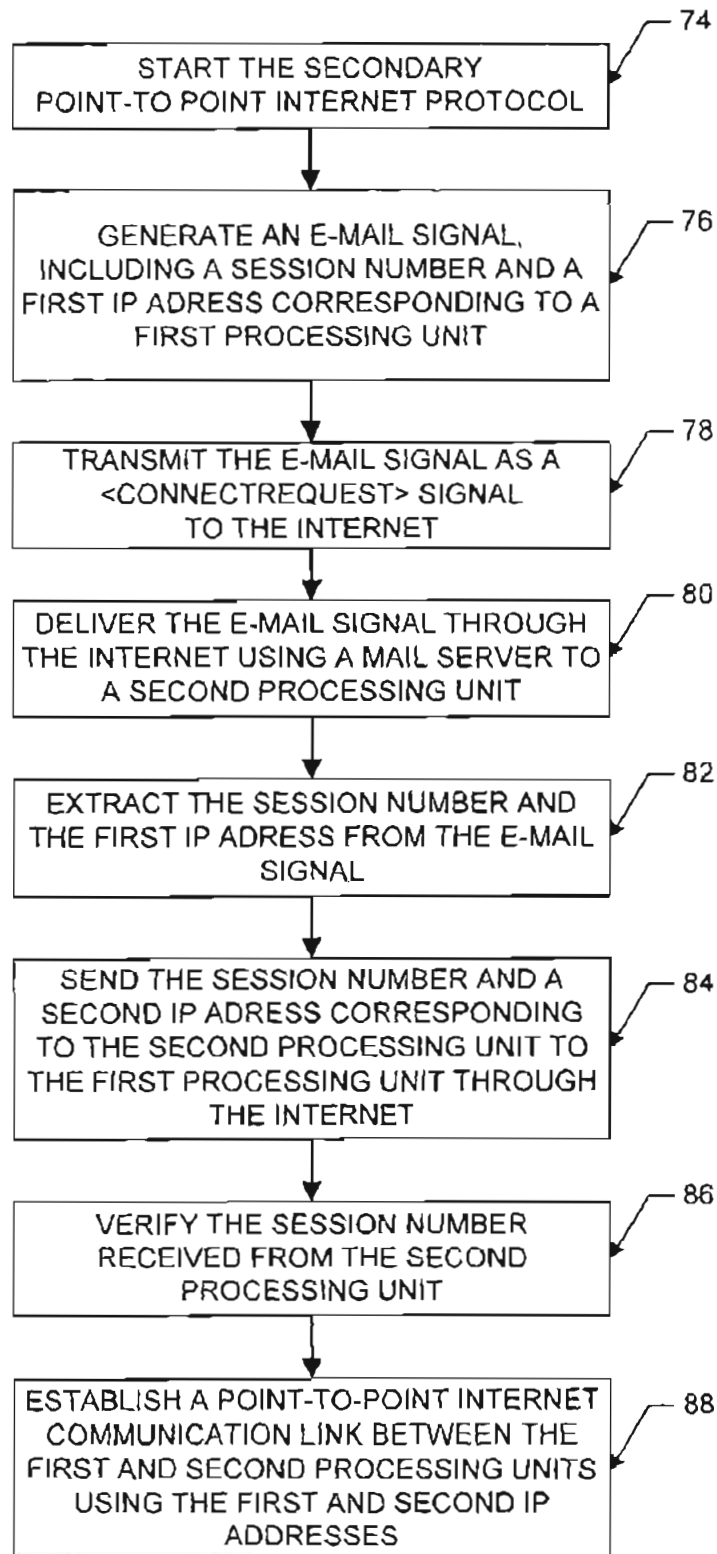 74
START THE SECONDARY
POINT-TO POINT INTERNET PROTOCOL
76
GENERATE AN E-MAIL SIGNAL,
INCLUDING A SESSION NUMBER AND A
FIRST IP ADRESS CORRESPONDING TO A
FIRST PROCESSING UNIT
78
TRANSMIT THE E-MAIL SIGNAL AS A
<CONNECTREQUEST> SIGNAL
TO THE INTERNET
80
DELIVER THE E-MAIL SIGNAL THROUGH
THE INTERNET USING A MAIL SERVER TO
A SECOND PROCESSING UNIT
82
EXTRACT THE SESSION NUMBER AND
THE FIRST IP ADRESS FROM THE E-MAIL
SIGNAL
84
SEND THE SESSION NUMBER AND A
SECOND IP ADRESS CORRESPONDING
TO THE SECOND PROCESSING UNIT TO
THE FIRST PROCESSING UNIT THROUGH
THE INTERNET
86
VERIFY THE SESSION NUMBER
RECEIVED FROM THE SECOND
PROCESSING UNIT
88
ESTABLISH A POINT-TO-POINT INTERNET
COMMUNICATION LINK BETWEEN THE
FIRST AND SECOND PROCESSING UNITS
USING THE FIRST AND SECOND IP
ADDRESSES